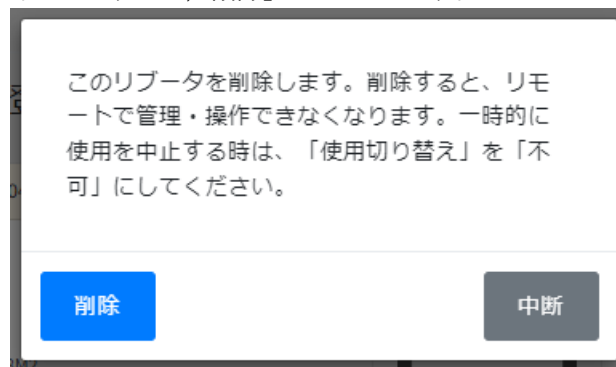 このリブータを削除します。削除すると、リモ
ートで管理・操作できなくなります。一時的に
使用を中止する時は、「使用切り替え」を「不
可」にしてください。
削除
中断